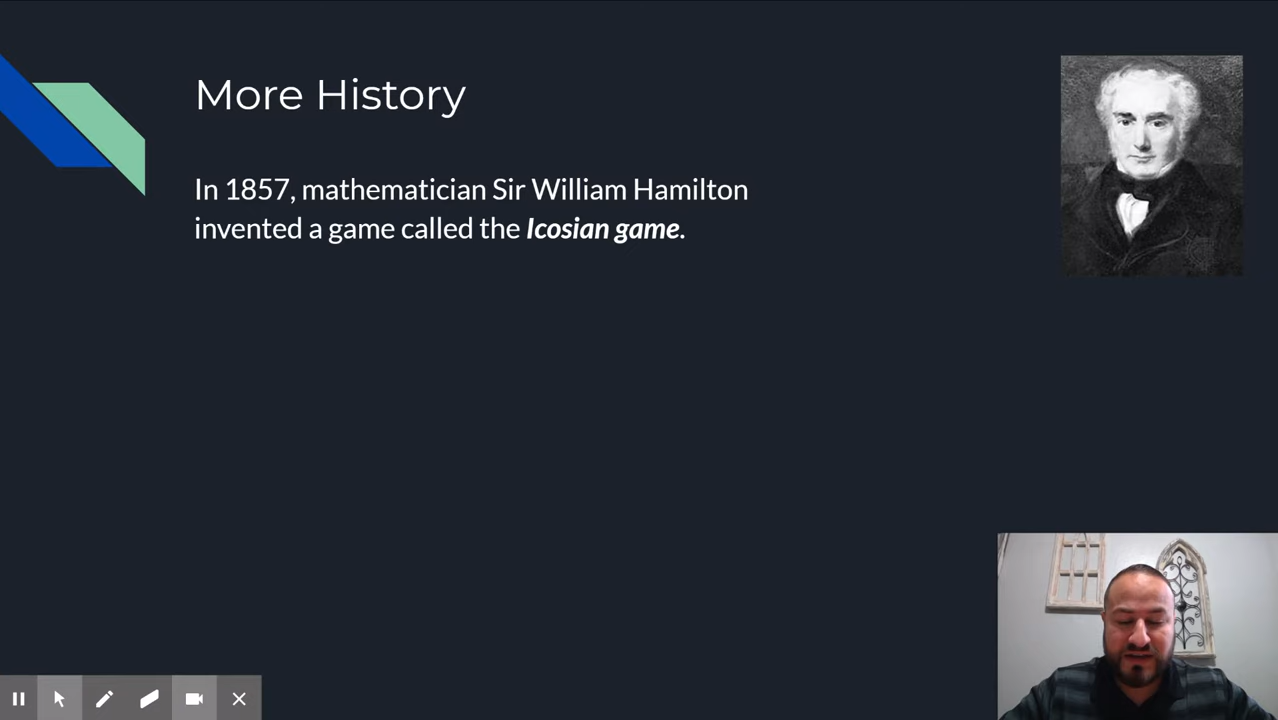 More History
In 1857, mathematician Sir William Hamilton
invented a game called the Icosian game.